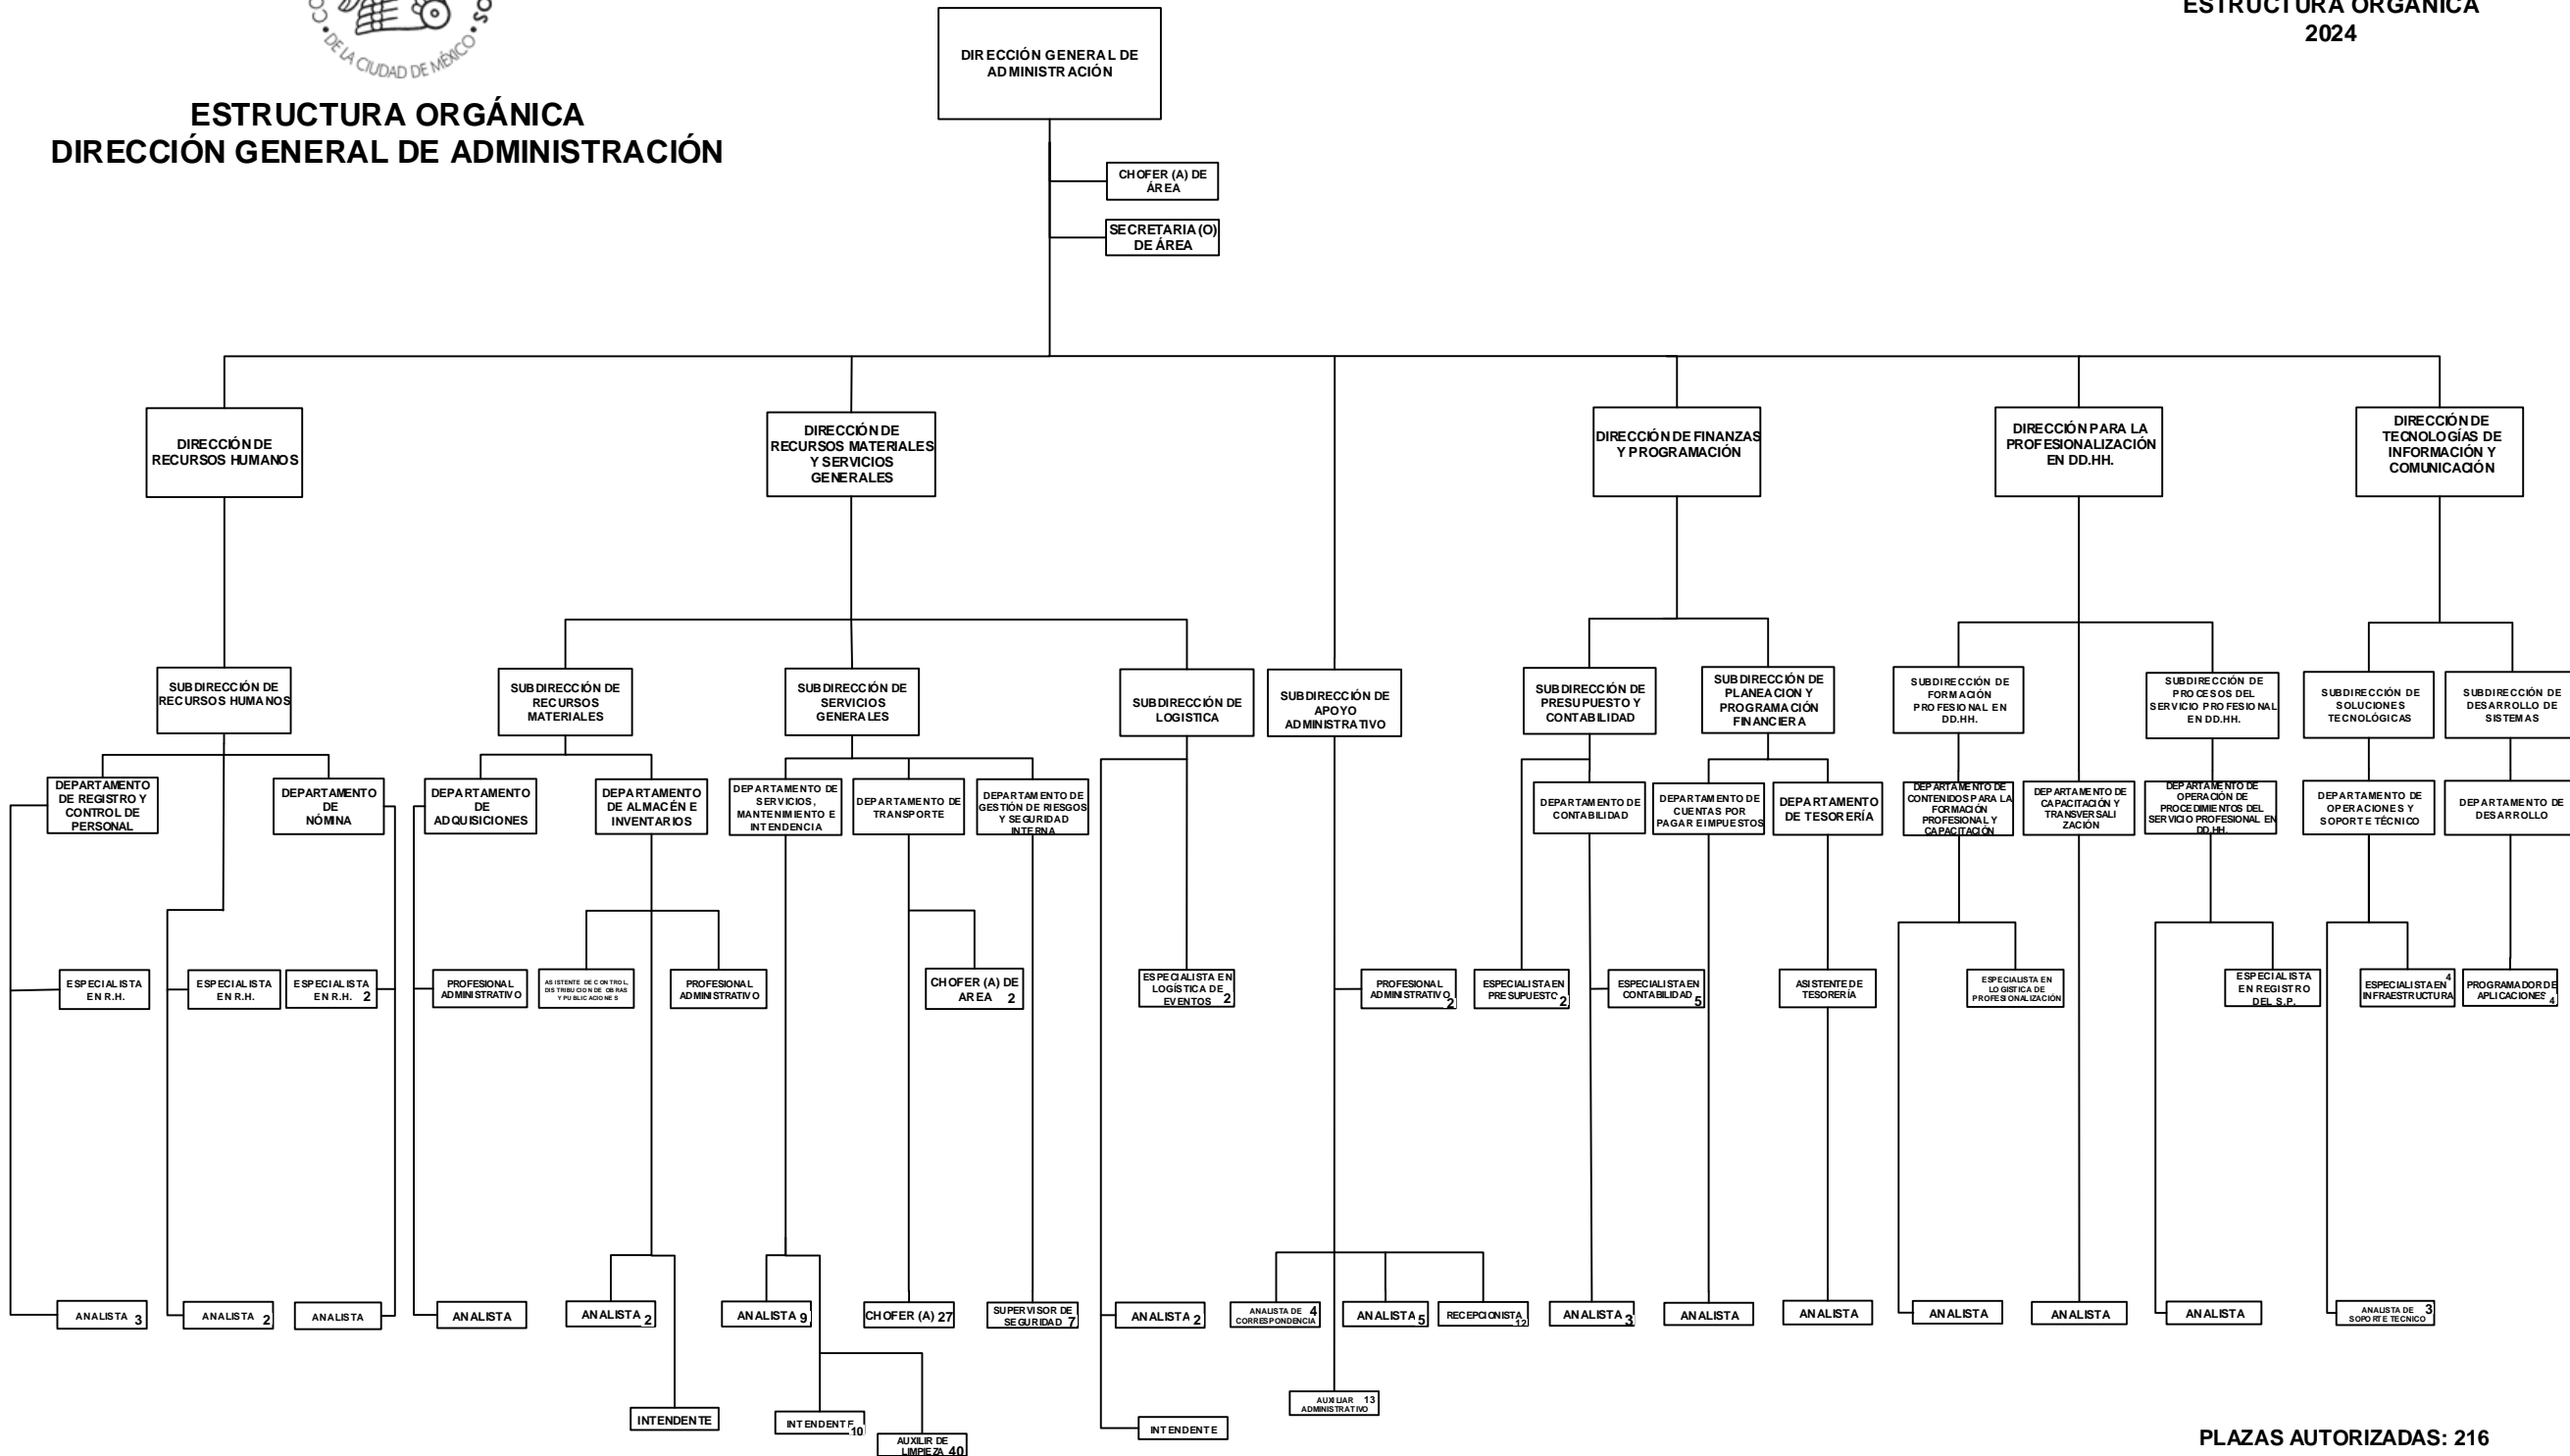 DE LA CIUDAD DE MÉXICO
ESTRUCTURA ORGÁNICA
2024
ESTRUCTURA ORGÁNICA
DIRECCIÓN GENERAL DE ADMINISTRACIÓN
DIRECCIÓN GENERAL DE
ADMINISTRACIÓN
CHOFER (A) DE
ÁREA
SECRETARIA (O)
DE ÁREA
DIRECCIÓN DE
RECURSOS HUMANOS
DIRECCIÓN DE
RECURSOS MATERIALES
Y SERVICIOS
GENERALES
DIRECCIÓN DE FINANZAS
Y PROGRAMACIÓN
DIRECCIÓN PARA LA
PROFESIONALIZACIÓN
EN DD.HH.
DIRECCIÓN DE
TECNOLOGÍAS DE
INFORMACIÓN Y
COMUNICACIÓN
SUBDIRECCIÓN DE
RECURSOS HUMANOS
SUBDIRECCIÓN DE
RECURSOS
MATERIALES
SUBDIRECCIÓN DE
SERVICIOS
GENERALES
SUBDIRECCIÓN DE
LOGISTICA
SUBDIRECCIÓN DE
APOYO
ADMINISTRATIVO
SUBDIRECCIÓN DE
PRESUPUESTO Y
CONTABILIDAD
SUBDIRECCIÓN DE
PLANEACION Y
PROGRAMACIÓN
FINANCIERA
SUBDIRECCIÓN DE
FORMACIÓN
PROFESIONAL EN
DD.HH.
SUBDIRECCIÓN DE
PROCESOS DEL
SERVICIO PROFESIONAL
EN DD.HH.
SUBDIRECCIÓN DE
SOLUCIONES
TECNOLÓGICAS
SUBDIRECCIÓN DE
DESARROLLO DE
SISTEMAS
DEPARTAMENTO
DE REGISTRO Y
CONTROL DE
PERSONAL
DEPARTAMENTO
DE
NÓMINA
DEPARTAMENTO
DE
ADQUISICIONES
DEPARTAMENTO
DE ALMACÉN E
INVENTARIOS
DEPARTAMENTO DE
SERVICIOS,
MANTENIMIENTO E
INTENDENCIA
DEPARTAMENTO DE
TRANSPORTE
DEPARTAMENTO DE
GESTIÓN DE RIESGOS
Y SEGURIDAD
INTERNA
DEPARTAMENTO DE
CONTABILIDAD
DEPARTAMENTO DE
CUENTAS POR
PAGAR E IMPUESTOS
DEPARTAMENTO
DE TESORERÍA
DEPARTAMENTO DE
CONTENIDOS PARA LA
FORMACIÓN
PROFESIONAL Y
CAPACITACIÓN
DEPARTAMENTO DE
CAPACITACIÓN Y
TRANSVERSALI
ZACIÓN
DEPARTAMENTO DE
OPERACIÓN DE
PROCEDIMIENTOS DEL
SERVICIO PROFESIONAL EN
DD.HH.
DEPARTAMENTO DE
OPERACIONES Y
SOPORTE TÉCNICO
DEPARTAMENTO DE
DESARROLLO
ESPECIALISTA
EN R.H.
ESPECIALISTA
EN R.H.
ESPECIALISTA
EN R.H. 2
PROFESIONAL
ADMINISTRATIVO
ASISTENTE DE CONTROL,
DISTRIBUCION DE OBRAS
Y PUBLICACIONES
PROFESIONAL
ADMINISTRATIVO
CHOFER (A) DE
AREA 2
ESPECIALISTA EN
LOGÍSTICA DE
EVENTOS 2
PROFESIONAL
ADMINISTRATIVO 2
ESPECIALISTA EN
PRESUPUESTO 2
ESPECIALISTA EN
CONTABILIDAD 5
ASISTENTE DE
TESORERÍA
ESPECIALISTA EN
LOGISTICA DE
PROFESIONALIZACIÓN
ESPECIALISTA
EN REGISTRO
DEL S.P.
4
ESPECIALISTA EN
INFRAESTRUCTURA
PROGRAMADOR DE
APLICACIONES 4
ANALISTA 3
ANALISTA 2
ANALISTA
ANALISTA
ANALISTA 2
ANALISTA 9
CHOFER (A) 27
SUPERVISOR DE
SEGURIDAD 7
ANALISTA 2
ANALISTA DE 4
CORRESPONDENCIA
ANALISTA 5
RECEPCIONISTA 12
ANALISTA 3
ANALISTA
ANALISTA
ANALISTA
ANALISTA
ANALISTA
ANALISTA DE 3
SOPORTE TECNICO
INTENDENTE
INTENDENTE 10
AUXILIR DE
LIMPIEZA 40
INTENDENTE
AUXILIAR 13
ADMINISTRATIVO
PLAZAS AUTORIZADAS: 216